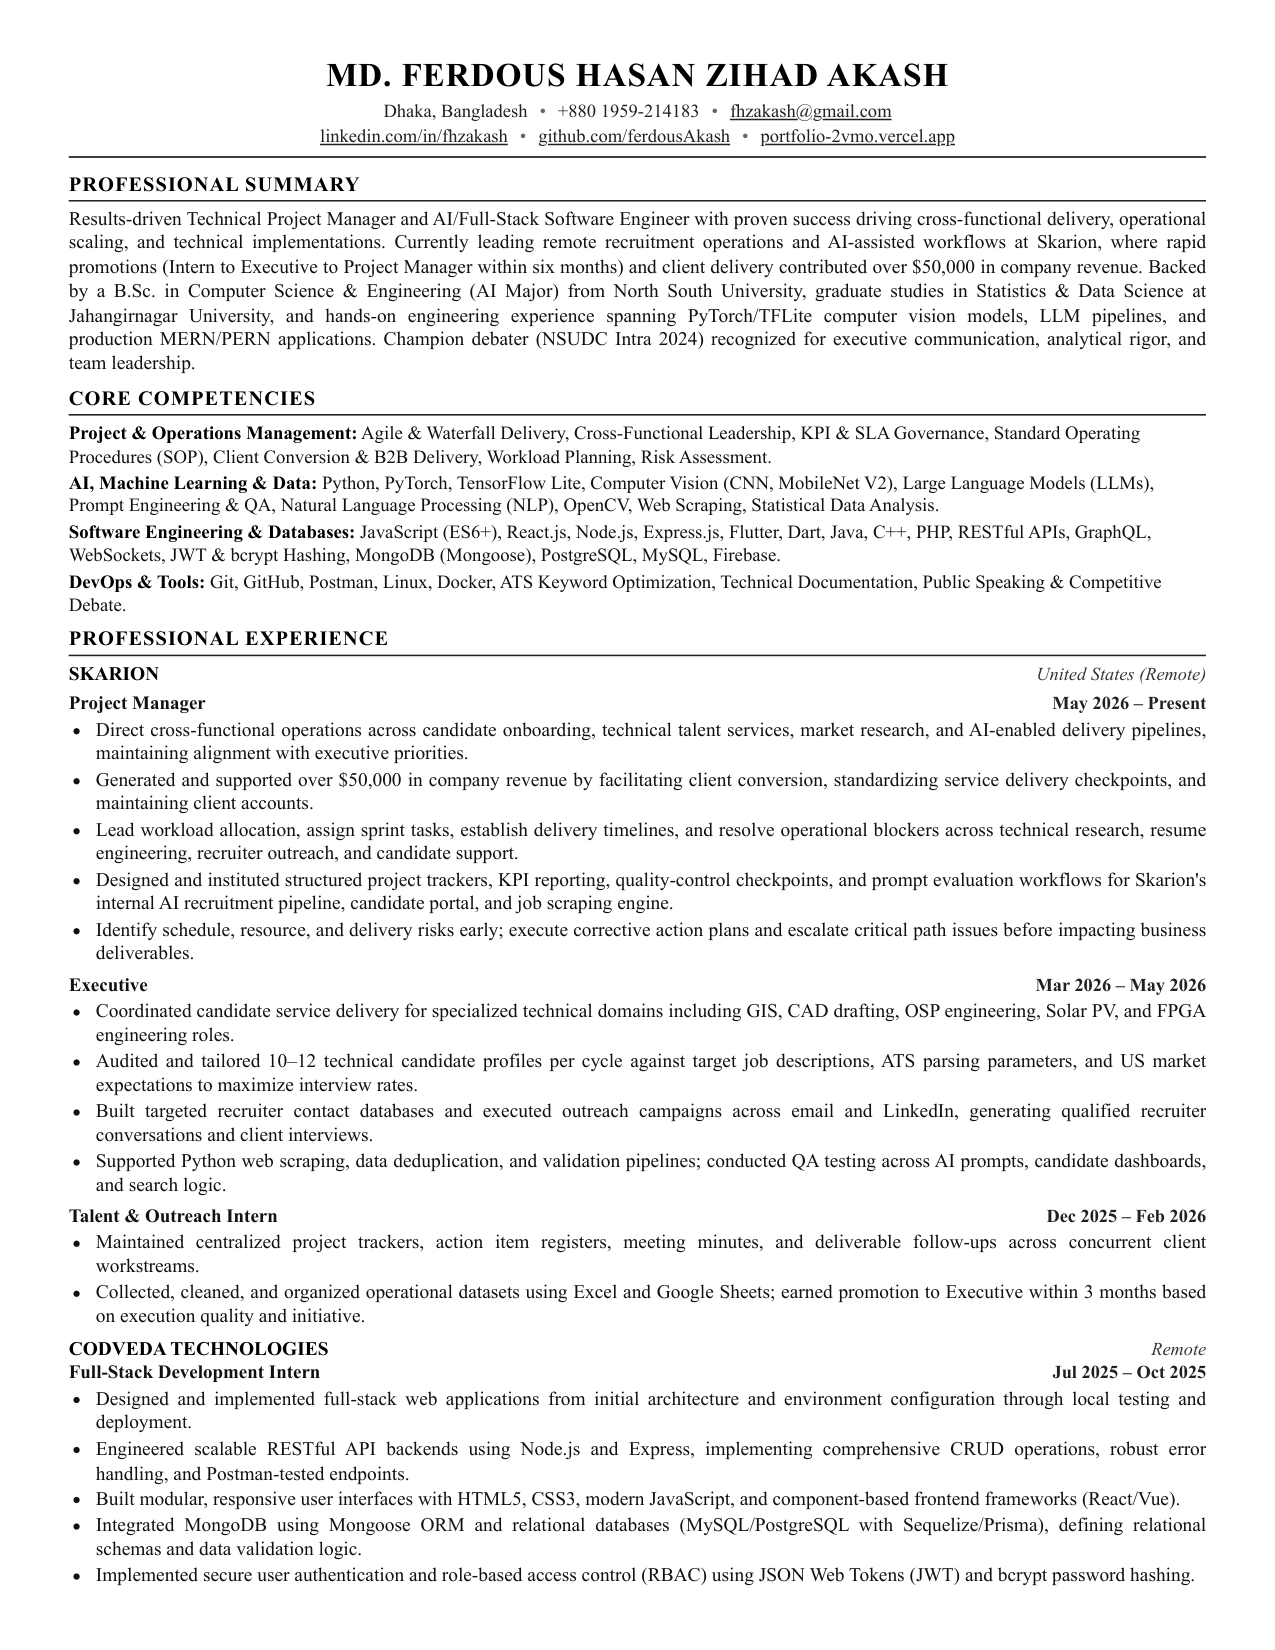 MD. FERDOUS HASAN ZIHAD AKASH
Dhaka, Bangladesh • +880 1959-214183 • fhzakash@gmail.com
linkedin.com/in/fhzakash • github.com/ferdousAkash • portfolio-2vmo.vercel.app
PROFESSIONAL SUMMARY
Results-driven Technical Project Manager and AI/Full-Stack Software Engineer with proven success driving cross-functional delivery, operational
scaling, and technical implementations. Currently leading remote recruitment operations and AI-assisted workflows at Skarion, where rapid
promotions (Intern to Executive to Project Manager within six months) and client delivery contributed over $50,000 in company revenue. Backed
by a B.Sc. in Computer Science & Engineering (AI Major) from North South University, graduate studies in Statistics & Data Science at
Jahangirnagar University, and hands-on engineering experience spanning PyTorch/TFLite computer vision models, LLM pipelines, and
production MERN/PERN applications. Champion debater (NSUDC Intra 2024) recognized for executive communication, analytical rigor, and
team leadership.
CORE COMPETENCIES
Project & Operations Management: Agile & Waterfall Delivery, Cross-Functional Leadership, KPI & SLA Governance, Standard Operating
Procedures (SOP), Client Conversion & B2B Delivery, Workload Planning, Risk Assessment.
AI, Machine Learning & Data: Python, PyTorch, TensorFlow Lite, Computer Vision (CNN, MobileNet V2), Large Language Models (LLMs),
Prompt Engineering & QA, Natural Language Processing (NLP), OpenCV, Web Scraping, Statistical Data Analysis.
Software Engineering & Databases: JavaScript (ES6+), React.js, Node.js, Express.js, Flutter, Dart, Java, C++, PHP, RESTful APIs, GraphQL,
WebSockets, JWT & bcrypt Hashing, MongoDB (Mongoose), PostgreSQL, MySQL, Firebase.
DevOps & Tools: Git, GitHub, Postman, Linux, Docker, ATS Keyword Optimization, Technical Documentation, Public Speaking & Competitive
Debate.
PROFESSIONAL EXPERIENCE
SKARION United States (Remote)
Project Manager May 2026 – Present
• Direct cross-functional operations across candidate onboarding, technical talent services, market research, and AI-enabled delivery pipelines,
maintaining alignment with executive priorities.
• Generated and supported over $50,000 in company revenue by facilitating client conversion, standardizing service delivery checkpoints, and
maintaining client accounts.
• Lead workload allocation, assign sprint tasks, establish delivery timelines, and resolve operational blockers across technical research, resume
engineering, recruiter outreach, and candidate support.
• Designed and instituted structured project trackers, KPI reporting, quality-control checkpoints, and prompt evaluation workflows for Skarion's
internal AI recruitment pipeline, candidate portal, and job scraping engine.
• Identify schedule, resource, and delivery risks early; execute corrective action plans and escalate critical path issues before impacting business
deliverables.
Executive Mar 2026 – May 2026
• Coordinated candidate service delivery for specialized technical domains including GIS, CAD drafting, OSP engineering, Solar PV, and FPGA
engineering roles.
• Audited and tailored 10–12 technical candidate profiles per cycle against target job descriptions, ATS parsing parameters, and US market
expectations to maximize interview rates.
• Built targeted recruiter contact databases and executed outreach campaigns across email and LinkedIn, generating qualified recruiter
conversations and client interviews.
• Supported Python web scraping, data deduplication, and validation pipelines; conducted QA testing across AI prompts, candidate dashboards,
and search logic.
Talent & Outreach Intern Dec 2025 – Feb 2026
• Maintained centralized project trackers, action item registers, meeting minutes, and deliverable follow-ups across concurrent client
workstreams.
• Collected, cleaned, and organized operational datasets using Excel and Google Sheets; earned promotion to Executive within 3 months based
on execution quality and initiative.
CODVEDA TECHNOLOGIES Remote
Full-Stack Development Intern Jul 2025 – Oct 2025
• Designed and implemented full-stack web applications from initial architecture and environment configuration through local testing and
deployment.
• Engineered scalable RESTful API backends using Node.js and Express, implementing comprehensive CRUD operations, robust error
handling, and Postman-tested endpoints.
• Built modular, responsive user interfaces with HTML5, CSS3, modern JavaScript, and component-based frontend frameworks (React/Vue).
• Integrated MongoDB using Mongoose ORM and relational databases (MySQL/PostgreSQL with Sequelize/Prisma), defining relational
schemas and data validation logic.
• Implemented secure user authentication and role-based access control (RBAC) using JSON Web Tokens (JWT) and bcrypt password hashing.